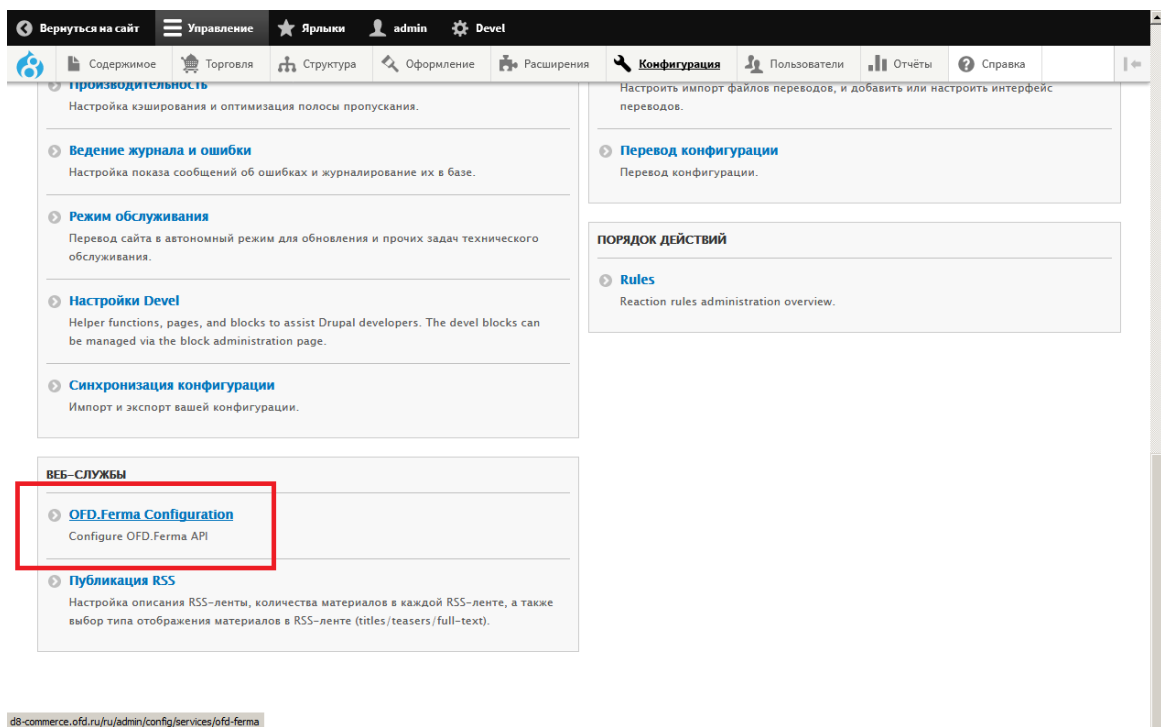 Вернуться на сайт Управление Ярлыки admin Devel
Содержимое Торговля Структура Оформление Расширения Конфигурация Пользователи Отчёты Справка
Производительность
Настройка кэширования и оптимизация полосы пропускания.
Ведение журнала и ошибки
Настройка показа сообщений об ошибках и журналирование их в базе.
Режим обслуживания
Перевод сайта в автономный режим для обновления и прочих задач технического
обслуживания.
Настройки Devel
Helper functions, pages, and blocks to assist Drupal developers. The devel blocks can
be managed via the block administration page.
Синхронизация конфигурации
Импорт и экспорт вашей конфигурации.
ВЕБ-СЛУЖБЫ
OFD.Ferma Configuration
Configure OFD.Ferma API
Публикация RSS
Настройка описания RSS-ленты, количества материалов в каждой RSS-ленте, а также
выбор типа отображения материалов в RSS-ленте (titles/teasers/full-text).
Настроить импорт файлов переводов, и добавить или настроить интерфейс
переводов.
Перевод конфигурации
Перевод конфигурации.
ПОРЯДОК ДЕЙСТВИЙ
Rules
Reaction rules administration overview.
d8-commerce.ofd.ru/ru/admin/config/services/ofd-ferma